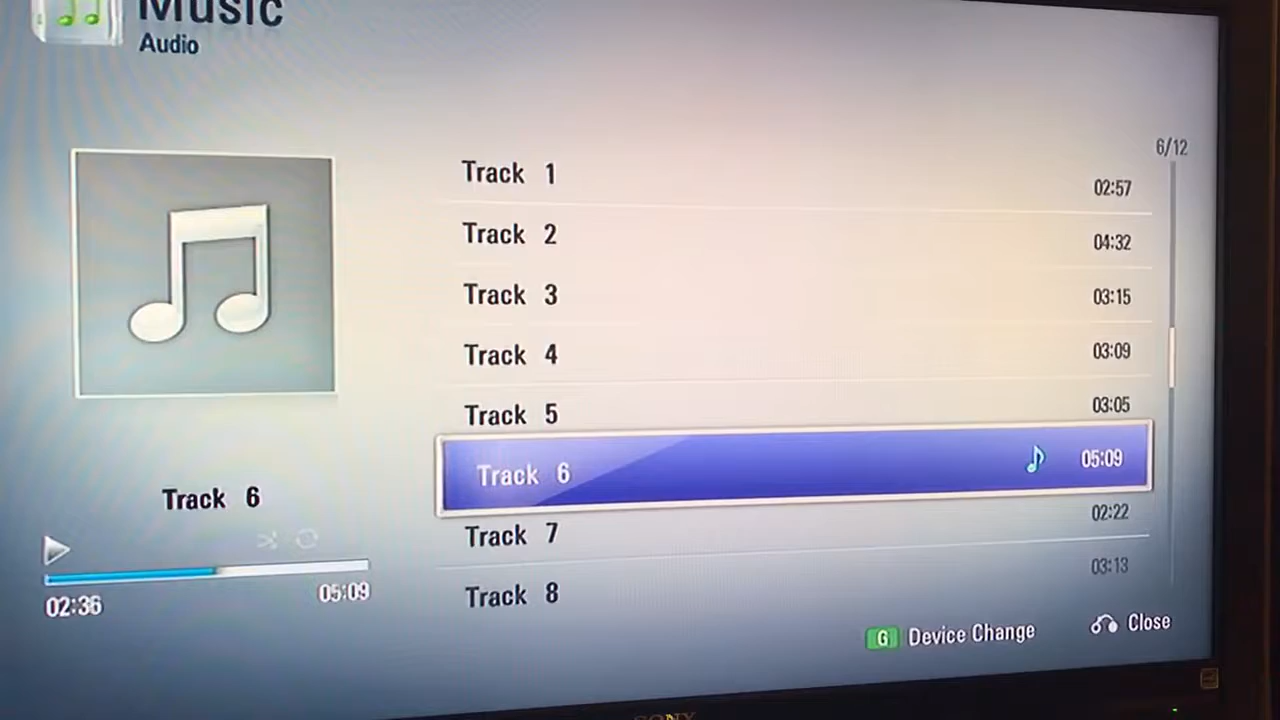 Music
Audio
6/12
Track 1 02:57
Track 2 04:32
Track 3 03:15
Track 4 03:09
Track 5 03:05
Track 6 05:09
Track 7 02:22
Track 8 03:13
Track 6
02:36 05:09
G Device Change Close
SONY